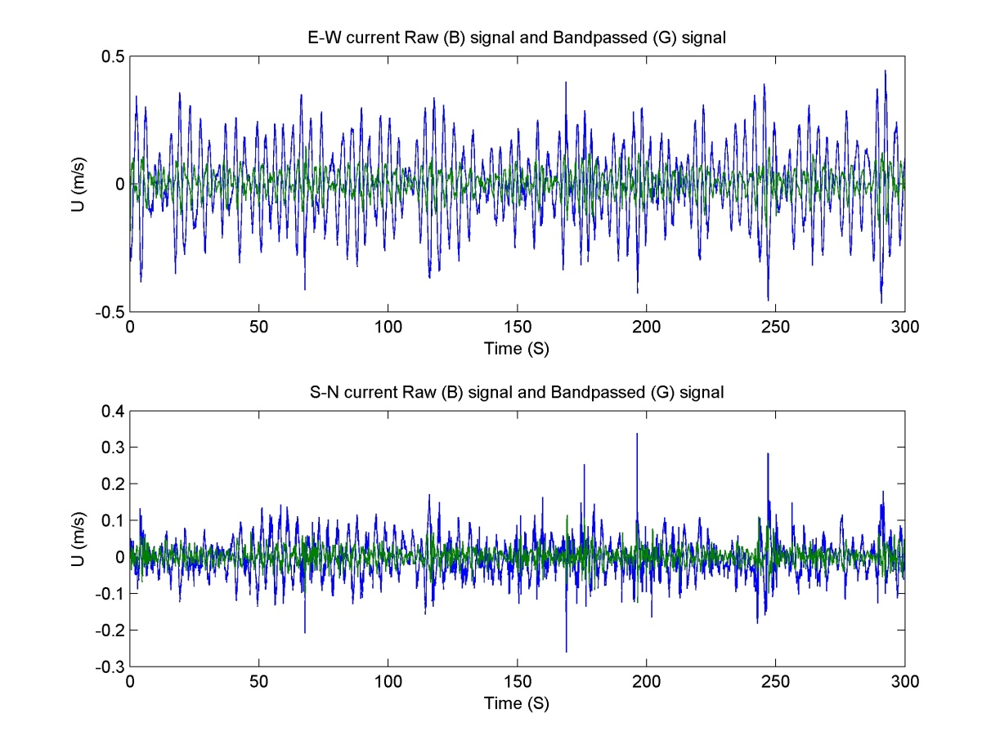 E-W current Raw (B) signal and Bandpassed (G) signal
0.5
0
-0.5
U (m/s)
0 50 100 150 200 250 300
Time (S)
S-N current Raw (B) signal and Bandpassed (G) signal
0.4
0.3
0.2
0.1
0
-0.1
-0.2
-0.3
U (m/s)
0 50 100 150 200 250 300
Time (S)